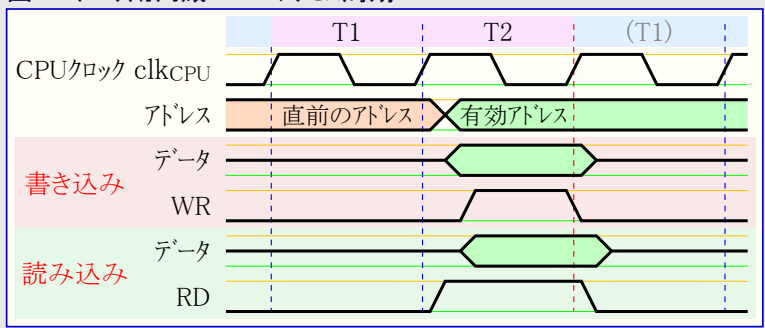 T1 T2 (T1)
CPUクロック clkCPU
アドレス 直前のアドレス 有効アドレス
データ
書き込み
WR
データ
読み込み
RD